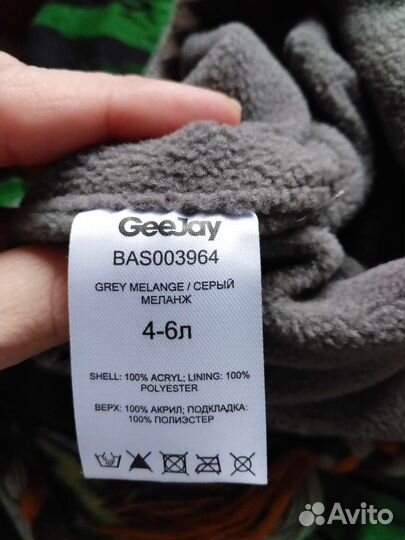 GeeJay
BAS003964
GREY MELANGE / СЕРЫЙ
МЕЛАНЖ
4-6л
SHELL: 100% ACRYL; LINING: 100%
POLYESTER
ВЕРХ: 100% АКРИЛ; ПОДКЛАДКА:
100% ПОЛИЭСТЕР
Avito